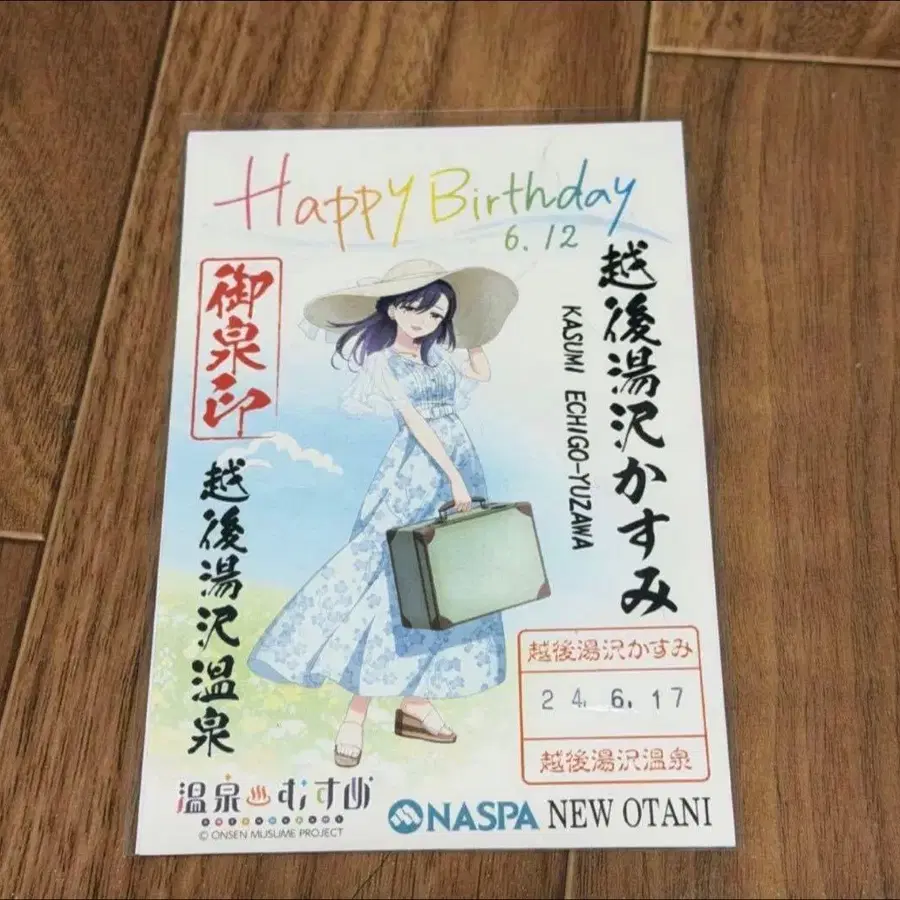 Happy Birthday
6.12
越後湯沢かすみ
KASUMI ECHIGO-YUZAWA
御泉印
越後湯沢温泉
越後湯沢かすみ
24.6.17
越後湯沢温泉
温泉むすめ
© ONSEN MUSUME PROJECT
NASPA NEW OTANI